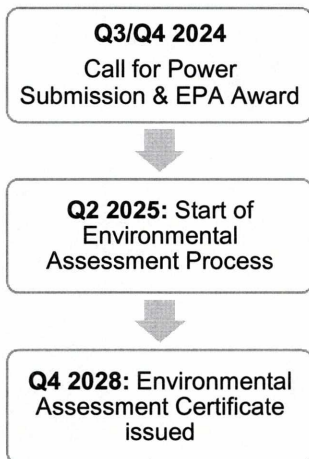 Q3/Q4 2024
Call for Power
Submission & EPA Award
Q2 2025: Start of
Environmental
Assessment Process
Q4 2028: Environmental
Assessment Certificate
issued